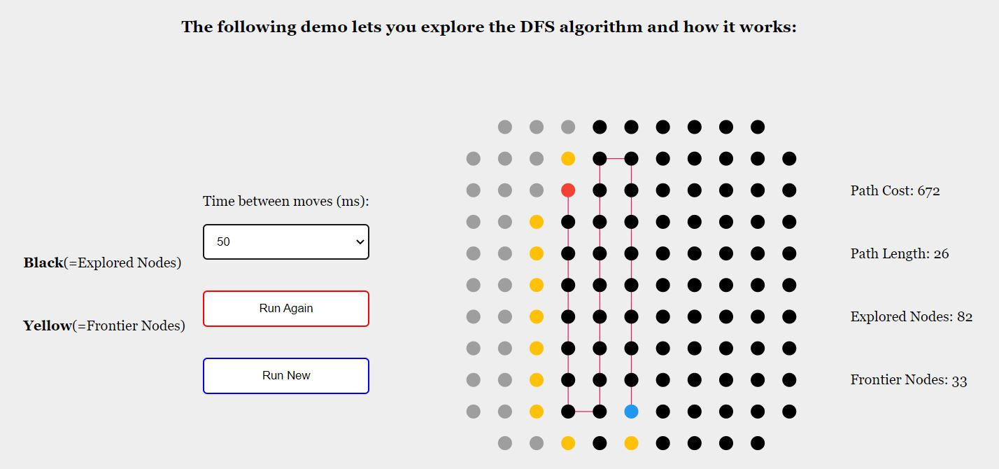 The following demo lets you explore the DFS algorithm and how it works:
Time between moves (ms):
50
Black(=Explored Nodes)
Run Again
Yellow(=Frontier Nodes)
Run New
Path Cost: 672
Path Length: 26
Explored Nodes: 82
Frontier Nodes: 33